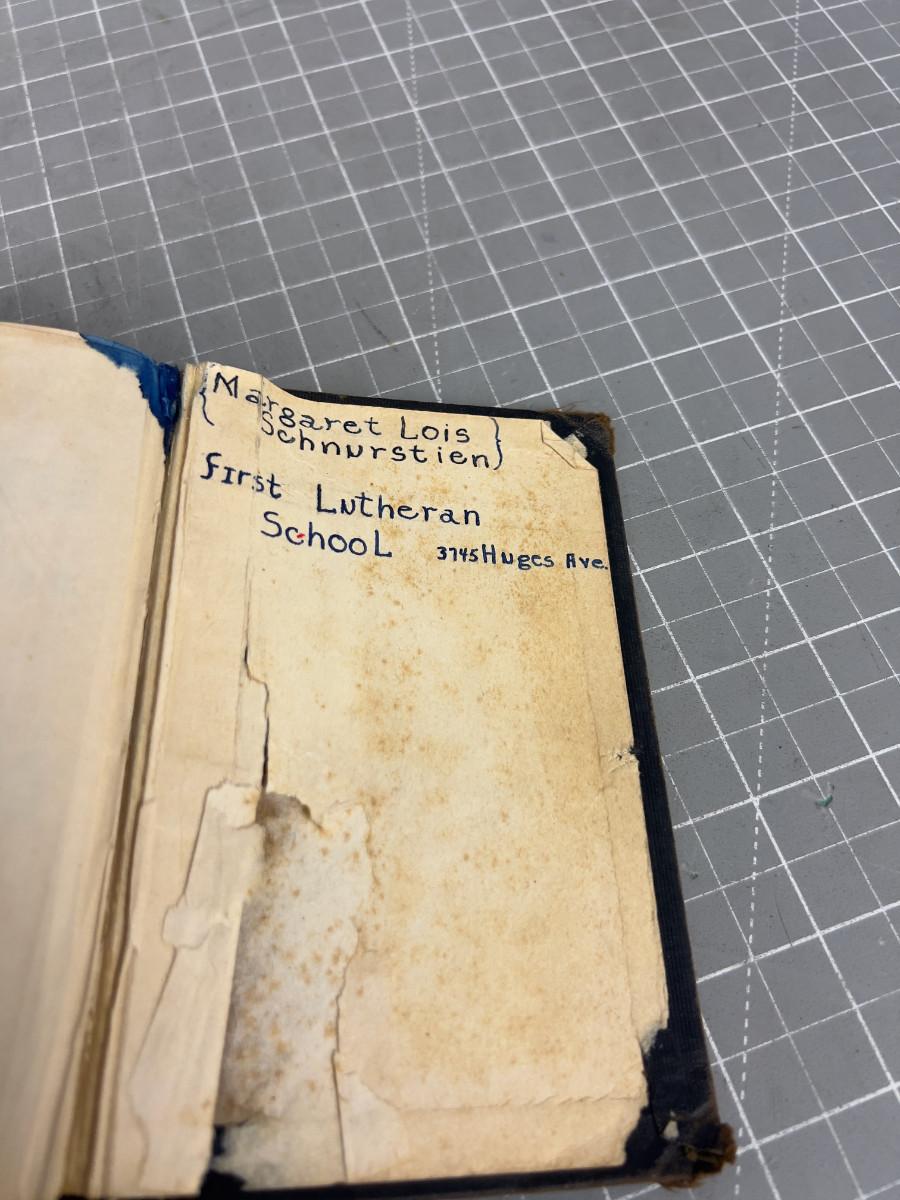 {Margaret Lois}
{Schnurstien}
first Lutheran
SchooL 3745 Huges Ave.